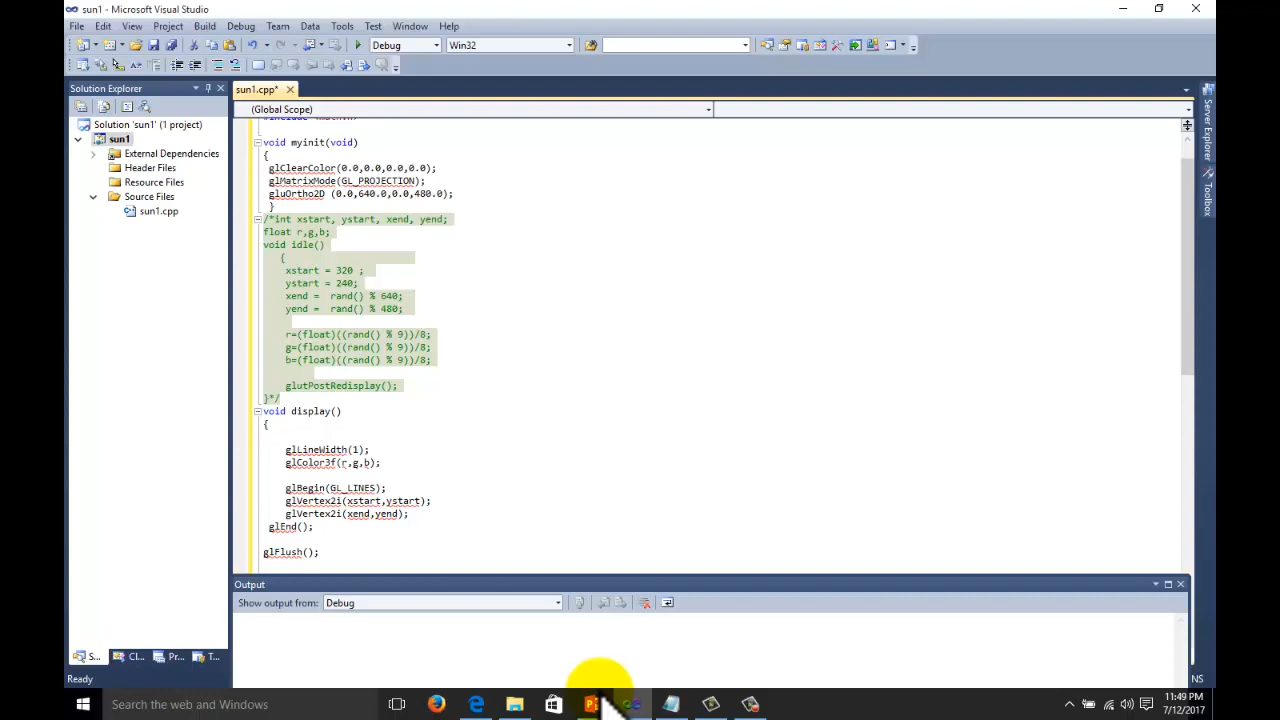 sun1 - Microsoft Visual Studio
File Edit View Project Build Debug Team Data Tools Test Window Help
Debug Win32
Solution Explorer
sun1.cpp*
(Global Scope)
Solution 'sun1' (1 project)
sun1
External Dependencies
Header Files
Resource Files
Source Files
sun1.cpp
void myinit(void)
{
glClearColor(0.0,0.0,0.0,0.0);
glMatrixMode(GL_PROJECTION);
gluOrtho2D (0.0,640.0,0.0,480.0);
}
/*int xstart, ystart, xend, yend;
float r,g,b;
void idle()
{
xstart = 320 ;
ystart = 240;
xend =  rand() % 640;
yend =  rand() % 480;
r=(float)((rand() % 9))/8;
g=(float)((rand() % 9))/8;
b=(float)((rand() % 9))/8;
glutPostRedisplay();
}*/
void display()
{
glLineWidth(1);
glColor3f(r,g,b);
glBegin(GL_LINES);
glVertex2i(xstart,ystart);
glVertex2i(xend,yend);
glEnd();
glFlush();
Output
Show output from: Debug
Server Explorer
Toolbox
S... Cl... Pr... T...
Ready
NS
Search the web and Windows
11:49 PM
7/12/2017